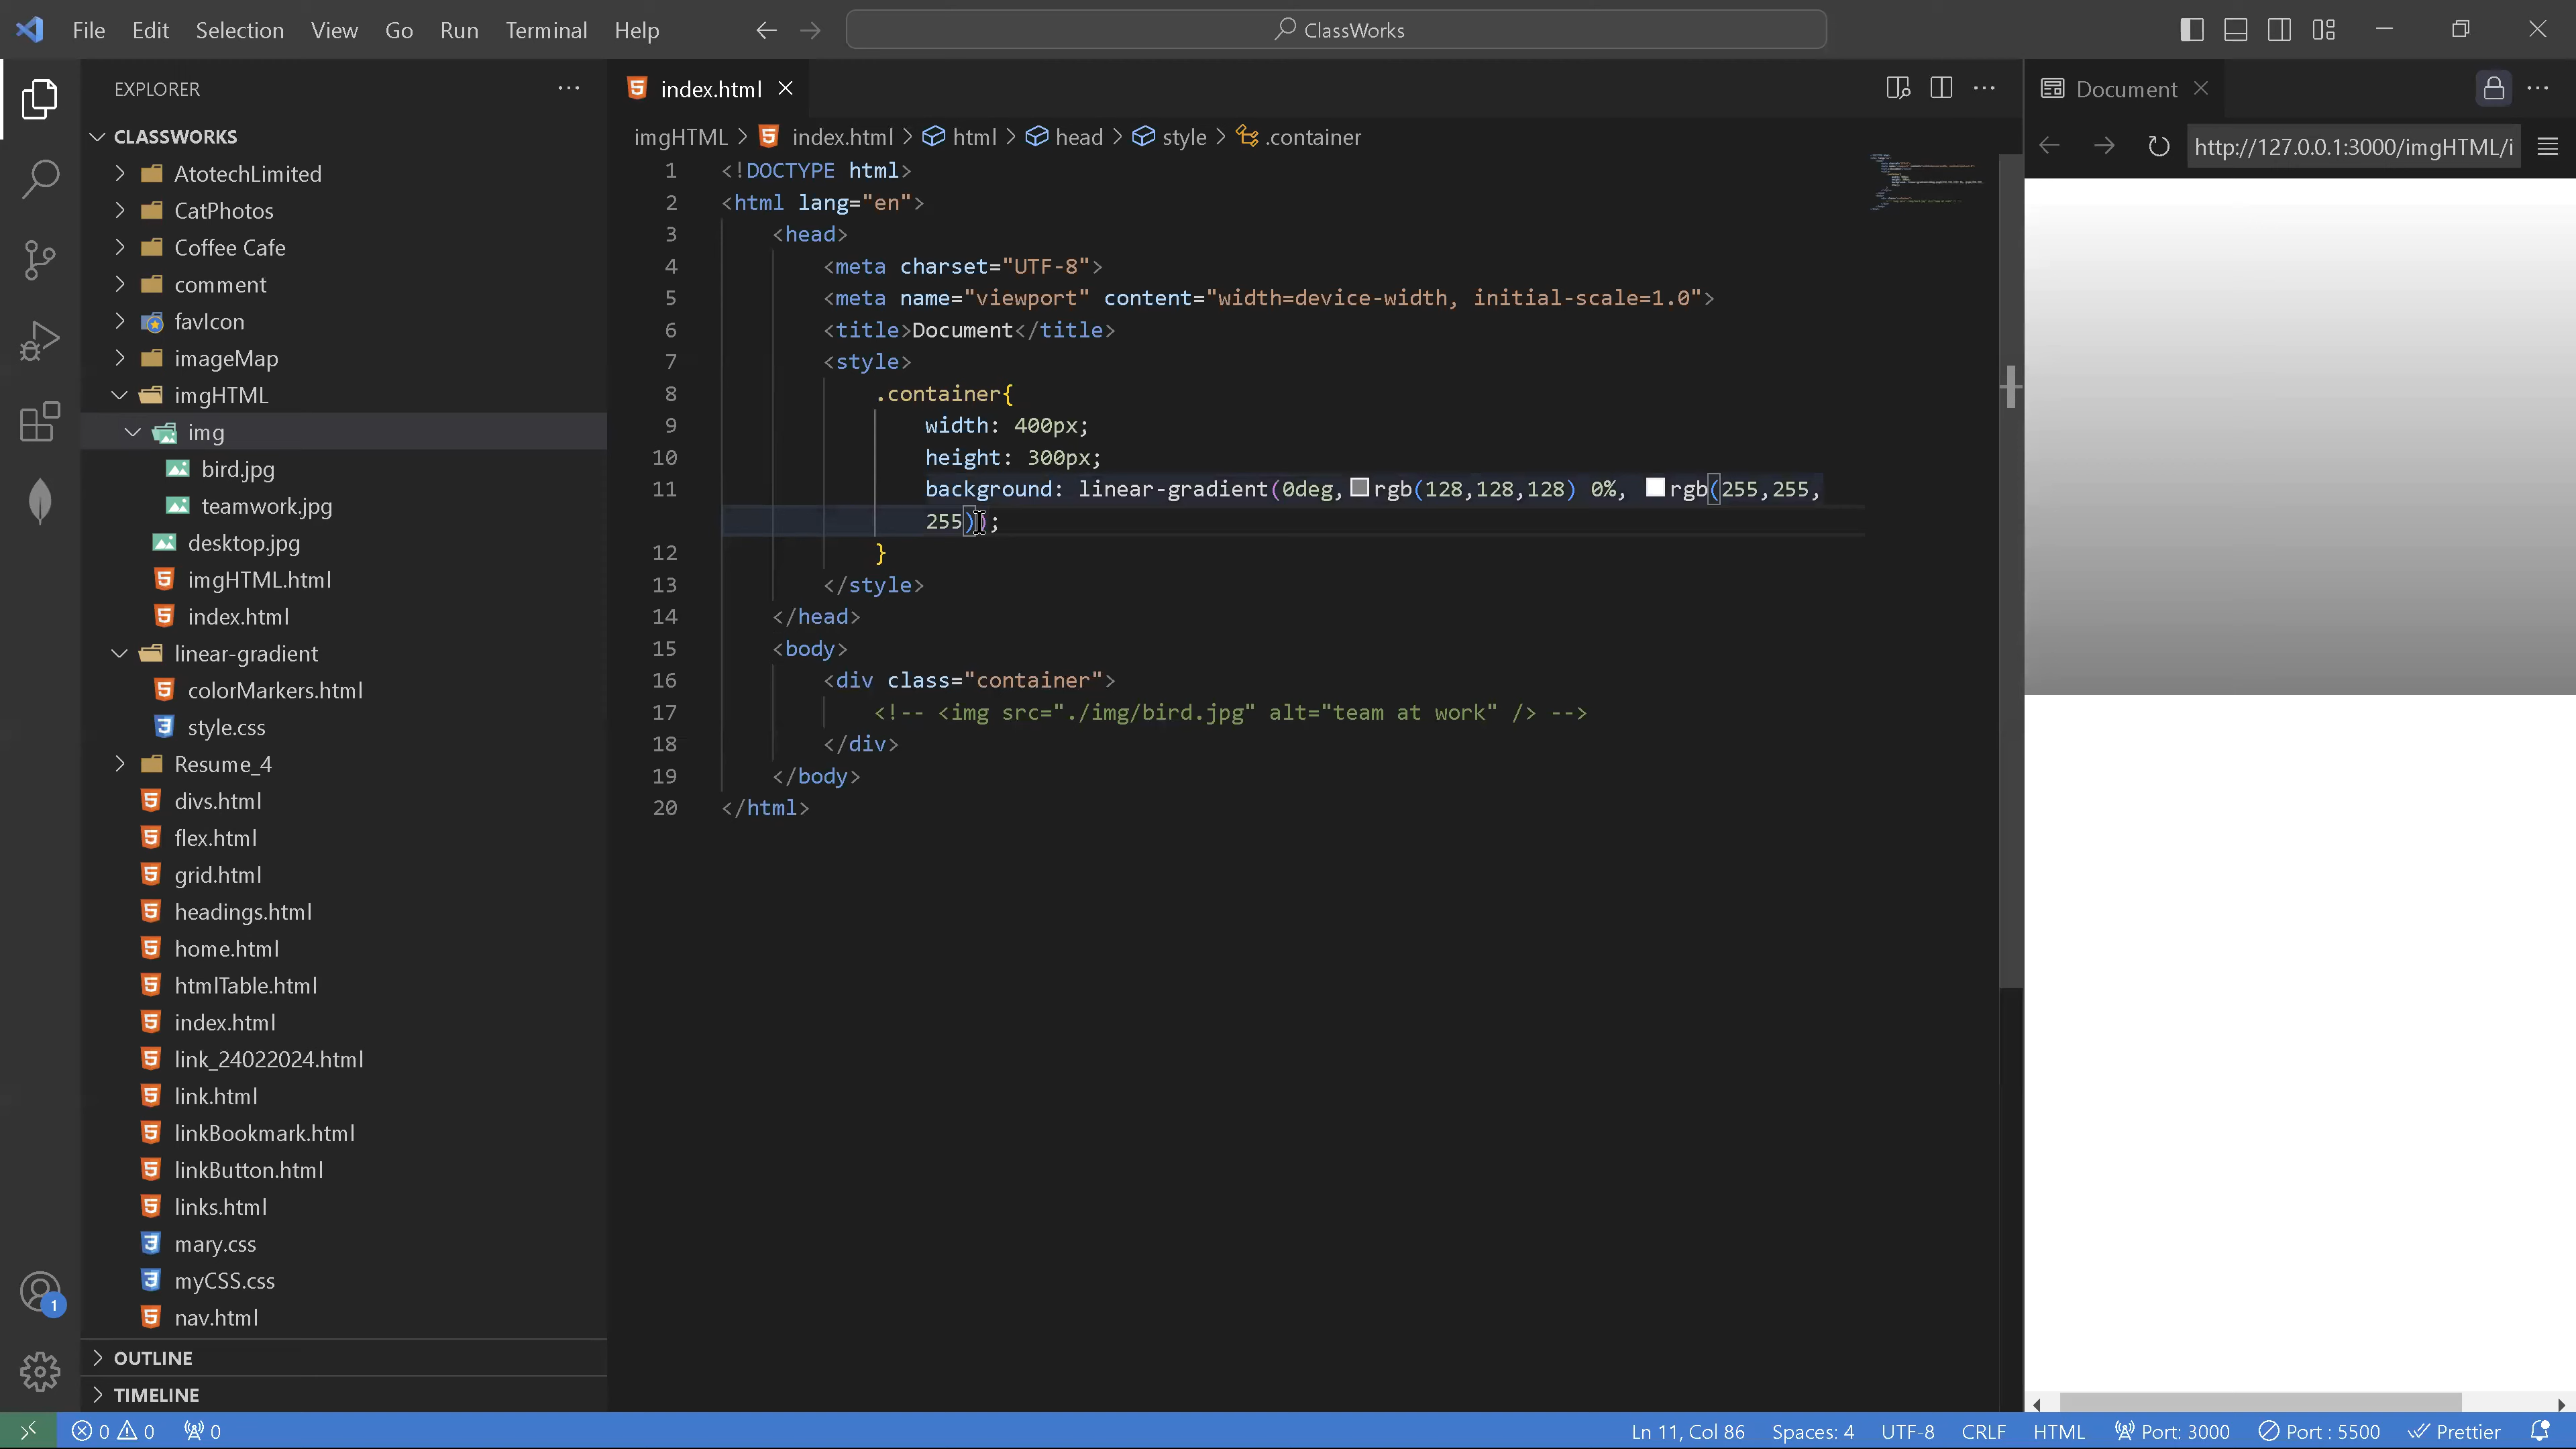 File Edit Selection View Go Run Terminal Help
ClassWorks
EXPLORER
CLASSWORKS
AtotechLimited
CatPhotos
Coffee Cafe
comment
favIcon
imageMap
imgHTML
img
bird.jpg
teamwork.jpg
desktop.jpg
imgHTML.html
index.html
linear-gradient
colorMarkers.html
style.css
Resume_4
divs.html
flex.html
grid.html
headings.html
home.html
htmlTable.html
index.html
link_24022024.html
link.html
linkBookmark.html
linkButton.html
links.html
mary.css
myCSS.css
nav.html
OUTLINE
TIMELINE
1
index.html
imgHTML > index.html > html > head > style > .container
1 <!DOCTYPE html>
2 <html lang="en">
3 <head>
4 <meta charset="UTF-8">
5 <meta name="viewport" content="width=device-width, initial-scale=1.0">
6 <title>Document</title>
7 <style>
8 .container{
9 width: 400px;
10 height: 300px;
11 background: linear-gradient(0deg,rgb(128,128,128) 0%, rgb(255,255,
255));
12 }
13 </style>
14 </head>
15 <body>
16 <div class="container">
17 <!-- <img src="./img/bird.jpg" alt="team at work" /> -->
18 </div>
19 </body>
20 </html>
Document
http://127.0.0.1:3000/imgHTML/i
0 0 0
Ln 11, Col 86 Spaces: 4 UTF-8 CRLF HTML Port: 3000 Port : 5500 Prettier